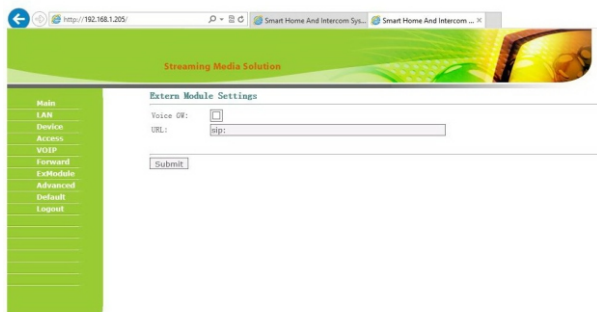 http://192.168.1.205/
Smart Home And Intercom Sys...
Smart Home And Intercom ...
Streaming Media Solution
Extern Module Settings
Main
LAN
Device
Access
VOIP
Forward
ExModule
Advanced
Default
Logout
Voice GW:
URL:
sip:
Submit